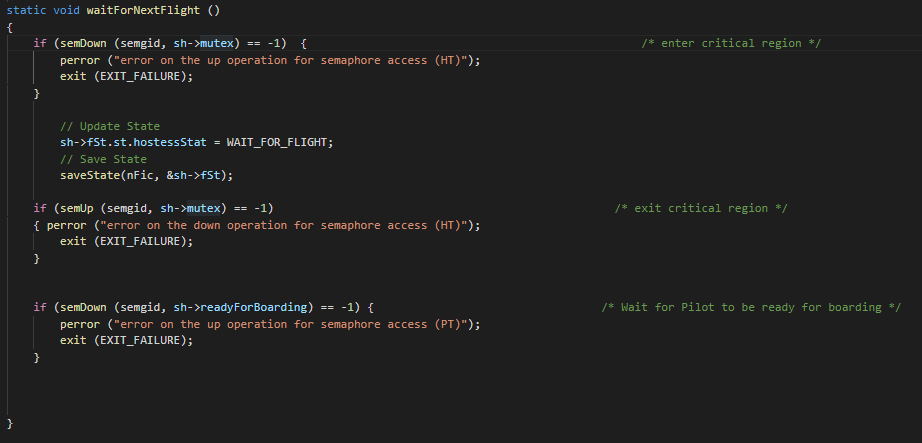 static void waitForNextFlight ()
{
if (semDown (semgid, sh->mutex) == -1) { /* enter critical region */
perror ("error on the up operation for semaphore access (HT)");
exit (EXIT_FAILURE);
}
// Update State
sh->fSt.st.hostessStat = WAIT_FOR_FLIGHT;
// Save State
saveState(nFic, &sh->fSt);
if (semUp (semgid, sh->mutex) == -1) /* exit critical region */
{ perror ("error on the down operation for semaphore access (HT)");
exit (EXIT_FAILURE);
}
if (semDown (semgid, sh->readyForBoarding) == -1) { /* Wait for Pilot to be ready for boarding */
perror ("error on the up operation for semaphore access (PT)");
exit (EXIT_FAILURE);
}
}